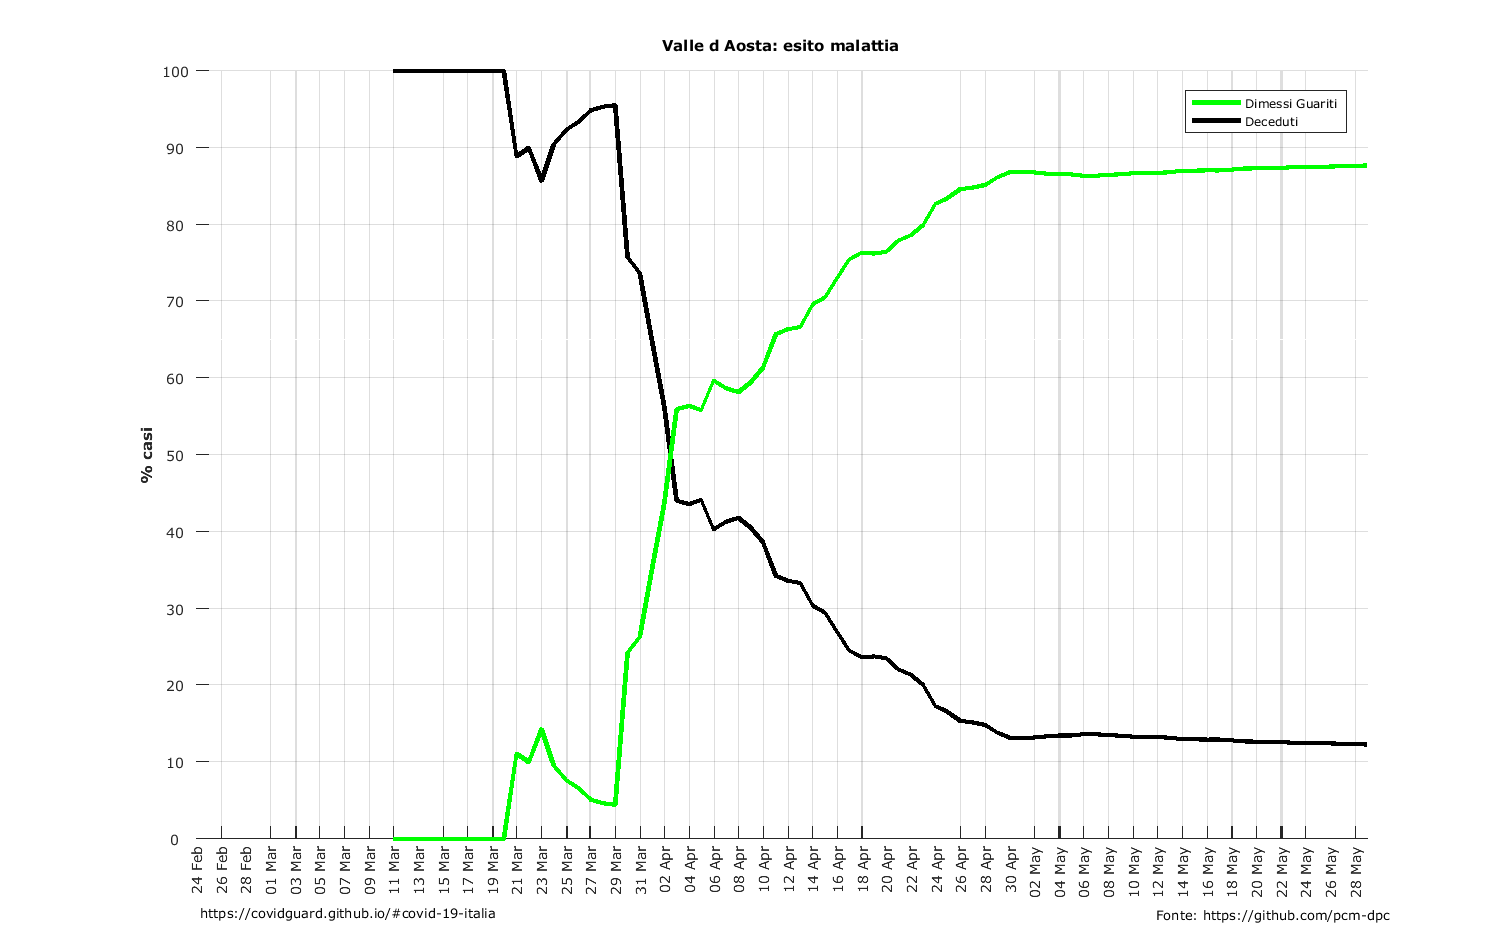 Valle d Aosta: esito malattia
Dimessi Guariti
Deceduti
% casi
100
90
80
70
60
50
40
30
20
10
0
24 Feb
26 Feb
28 Feb
01 Mar
03 Mar
05 Mar
07 Mar
09 Mar
11 Mar
13 Mar
15 Mar
17 Mar
19 Mar
21 Mar
23 Mar
25 Mar
27 Mar
29 Mar
31 Mar
02 Apr
04 Apr
06 Apr
08 Apr
10 Apr
12 Apr
14 Apr
16 Apr
18 Apr
20 Apr
22 Apr
24 Apr
26 Apr
28 Apr
30 Apr
02 May
04 May
06 May
08 May
10 May
12 May
14 May
16 May
18 May
20 May
22 May
24 May
26 May
28 May
https://covidguard.github.io/#covid-19-italia
Fonte: https://github.com/pcm-dpc